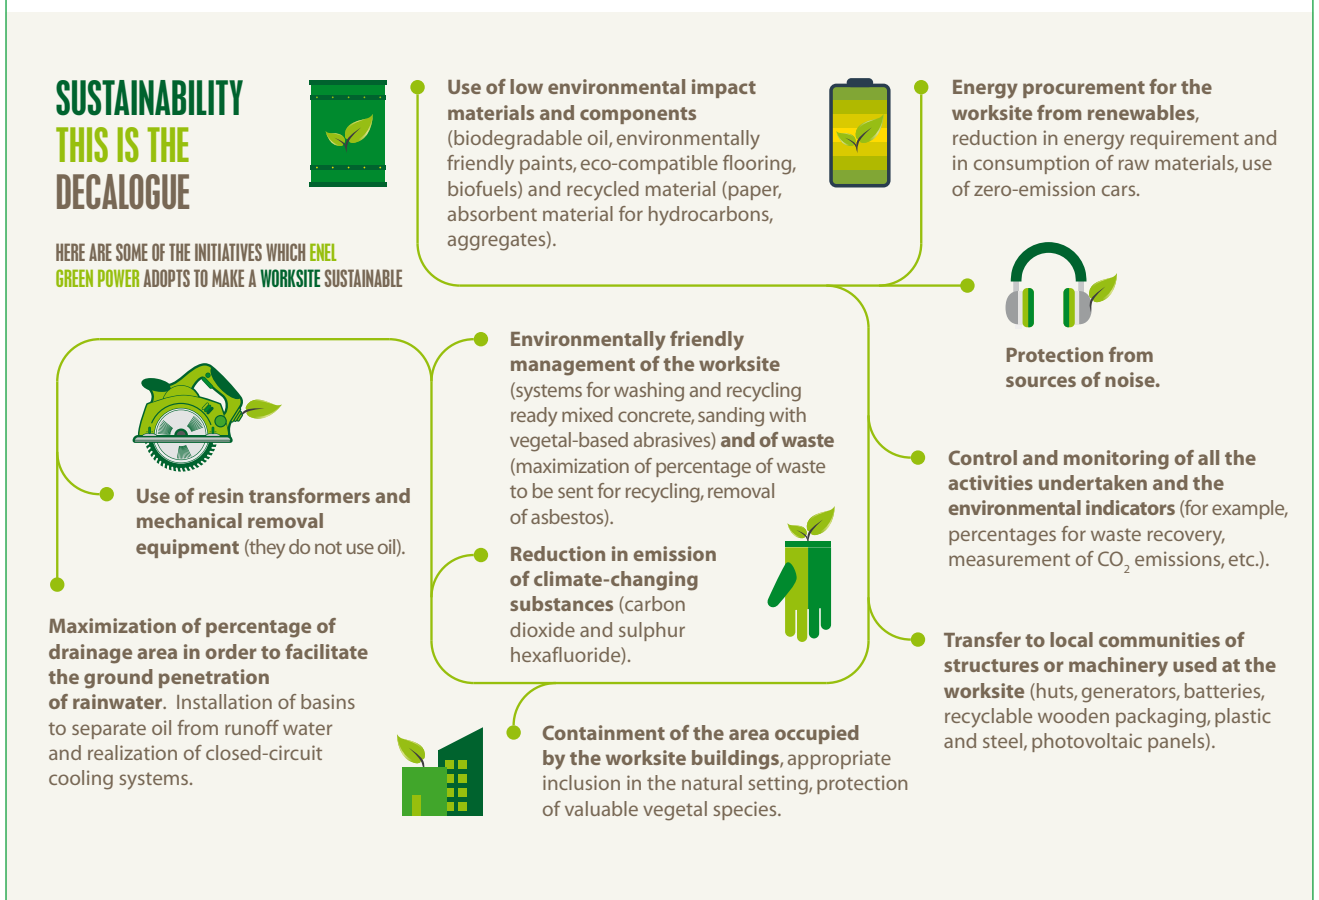 SUSTAINABILITY
THIS IS THE
DECALOGUE
HERE ARE SOME OF THE INITIATIVES WHICH ENEL
GREEN POWER ADOPTS TO MAKE A WORKSITE SUSTAINABLE
Use of low environmental impact
materials and components
(biodegradable oil, environmentally
friendly paints, eco-compatible flooring,
biofuels) and recycled material (paper,
absorbent material for hydrocarbons,
aggregates).
Energy procurement for the
worksite from renewables,
reduction in energy requirement and
in consumption of raw materials, use
of zero-emission cars.
Protection from
sources of noise.
Control and monitoring of all the
activities undertaken and the
environmental indicators (for example,
percentages for waste recovery,
measurement of CO₂ emissions, etc.).
Transfer to local communities of
structures or machinery used at the
worksite (huts, generators, batteries,
recyclable wooden packaging, plastic
and steel, photovoltaic panels).
Containment of the area occupied
by the worksite buildings, appropriate
inclusion in the natural setting, protection
of valuable vegetal species.
Reduction in emission
of climate-changing
substances (carbon
dioxide and sulphur
hexafluoride).
Environmentally friendly
management of the worksite
(systems for washing and recycling
ready mixed concrete, sanding with
vegetal-based abrasives) and of waste
(maximization of percentage of waste
to be sent for recycling, removal
of asbestos).
Use of resin transformers and
mechanical removal
equipment (they do not use oil).
Maximization of percentage of
drainage area in order to facilitate
the ground penetration
of rainwater. Installation of basins
to separate oil from runoff water
and realization of closed-circuit
cooling systems.